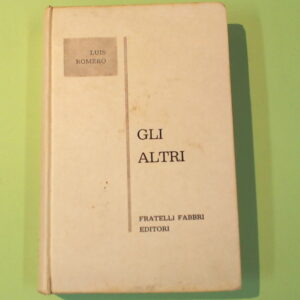 LUIS
ROMERO
GLI
ALTRI
FRATELLI FABBRI
EDITORI